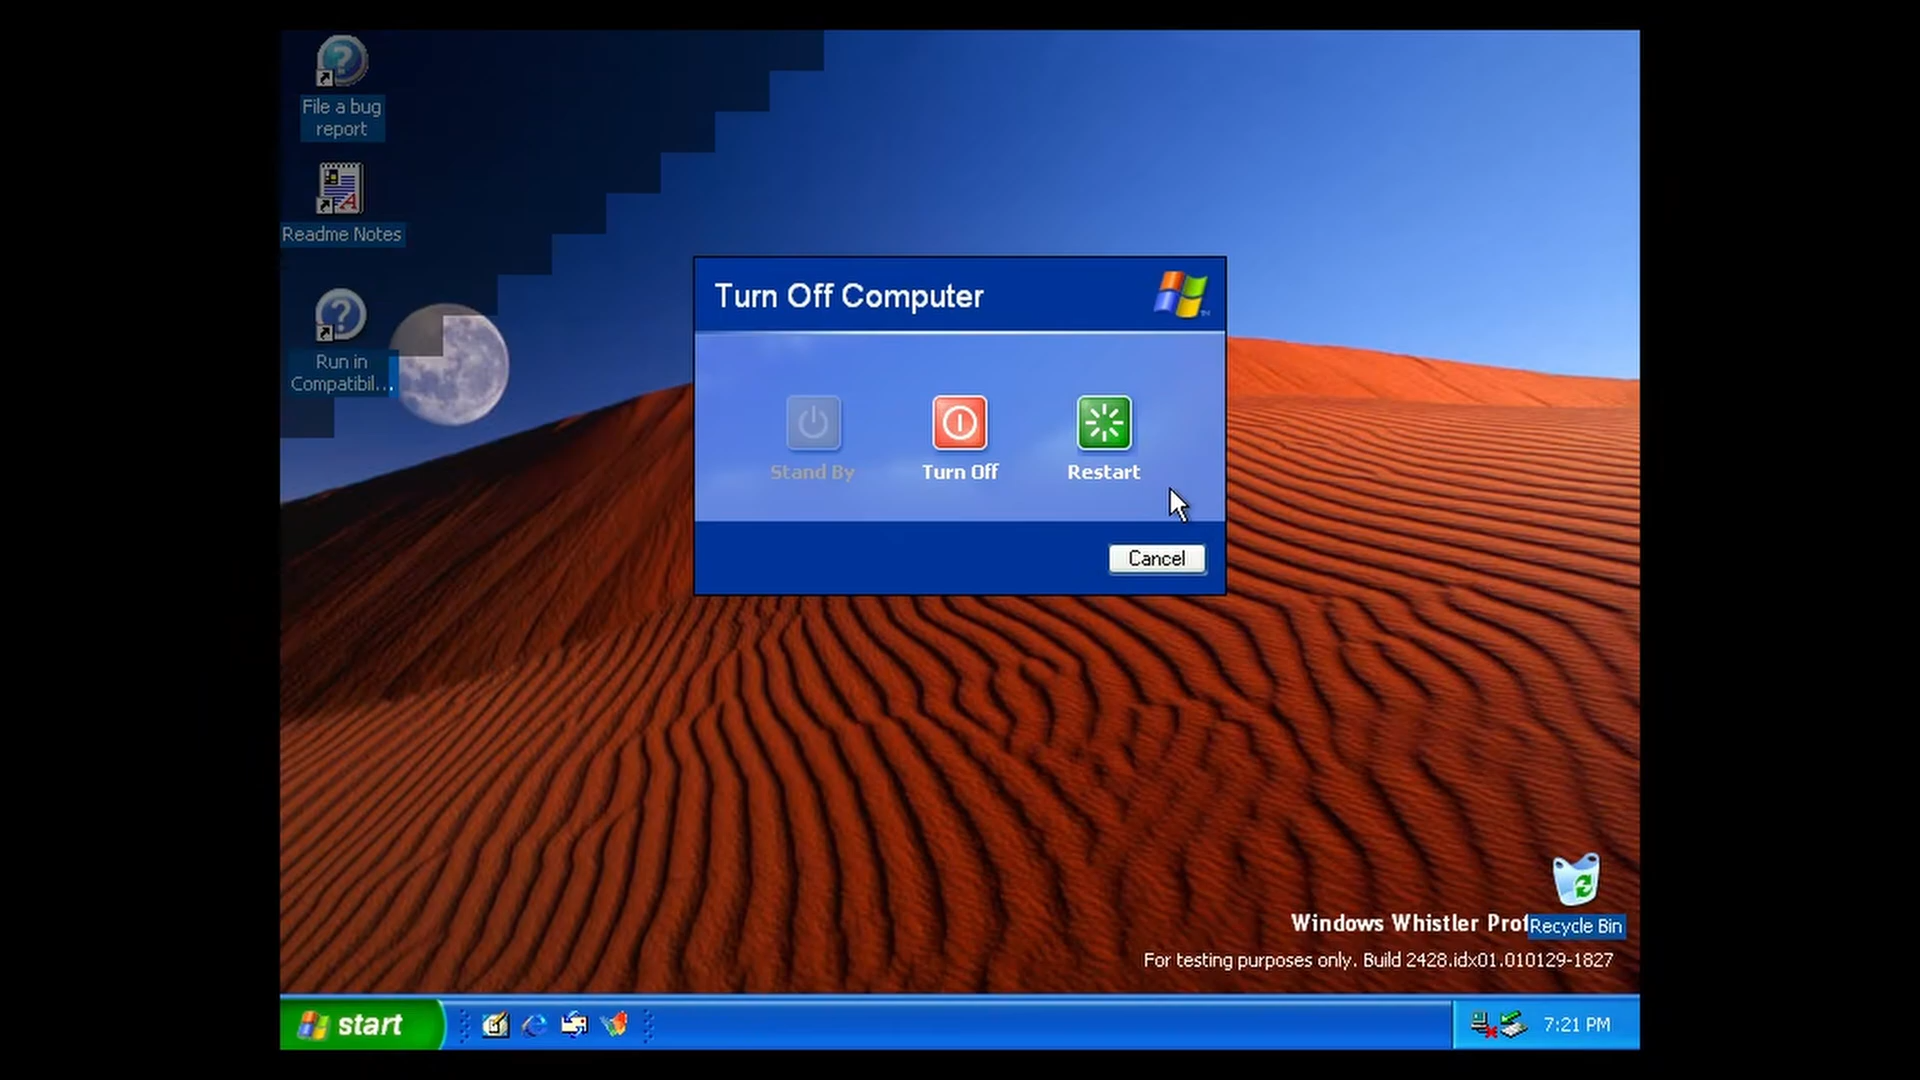 File a bug
report
Readme Notes
Run in
Compatibil...
Turn Off Computer
Stand By
Turn Off
Restart
Cancel
Windows Whistler Prof
Recycle Bin
For testing purposes only. Build 2428.idx01.010129-1827
start
7:21 PM